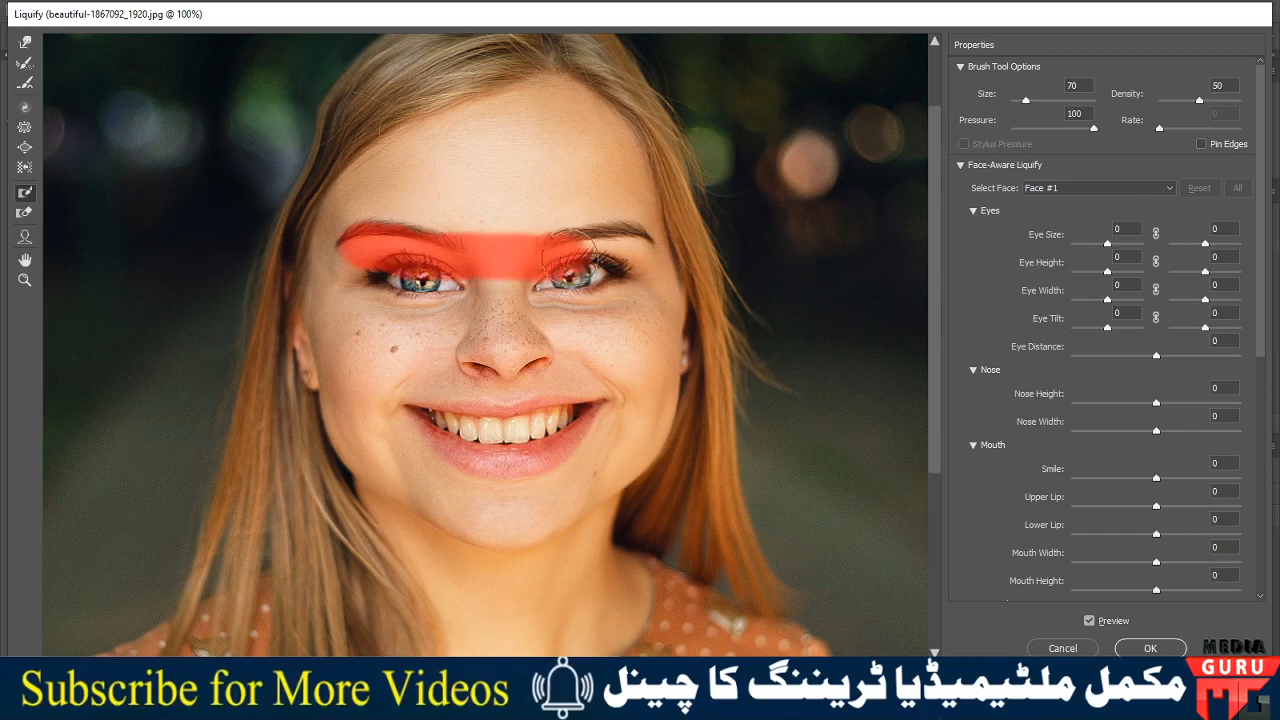 Liquify (beautiful-1867092_1920.jpg @ 100%)
Properties
Brush Tool Options
Size: 70 Density: 50
Pressure: 100 Rate: 0
Stylus Pressure Pin Edges
Face-Aware Liquify
Select Face: Face #1 Reset All
Eyes
Eye Size: 0 0
Eye Height: 0 0
Eye Width: 0 0
Eye Tilt: 0 0
Eye Distance: 0
Nose
Nose Height: 0
Nose Width: 0
Mouth
Smile: 0
Upper Lip: 0
Lower Lip: 0
Mouth Width: 0
Mouth Height: 0
Preview
Cancel OK
Subscribe for More Videos
مکمل ملٹیمیڈیا ٹریننگ کا چینل
MEDIA
GURU
MG